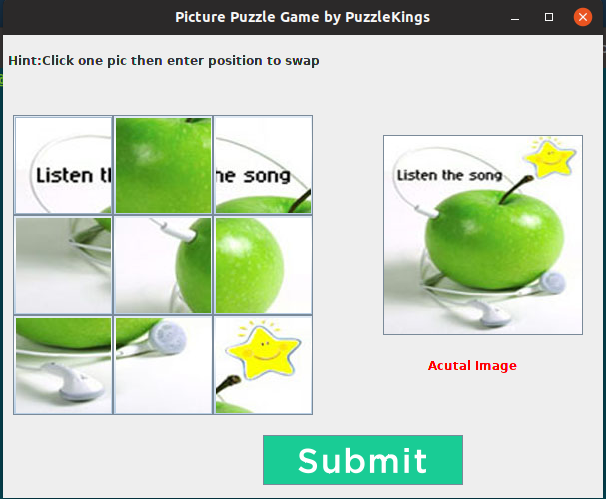 Picture Puzzle Game by PuzzleKings
Hint:Click one pic then enter position to swap
Listen tl
he song
Listen the song
Acutal Image
Submit